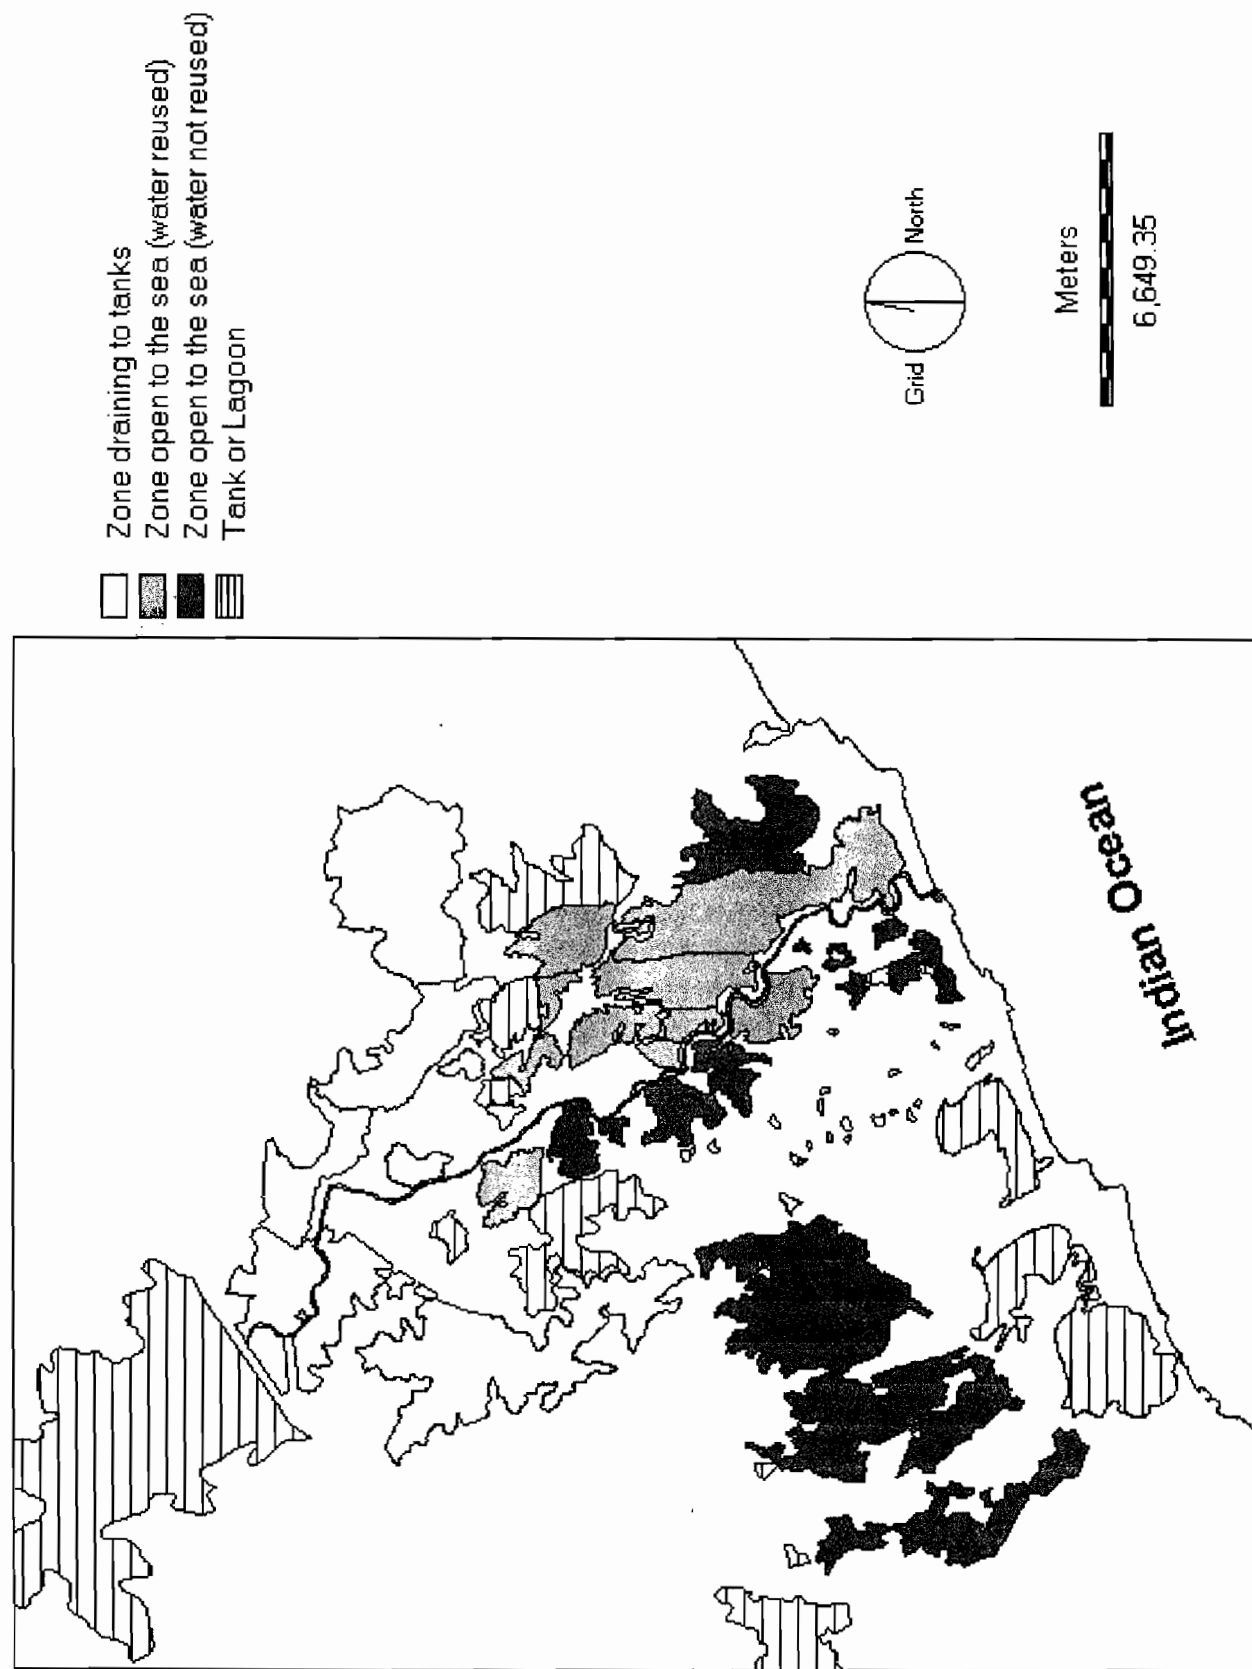 Zone draining to tanks
Zone open to the sea (water reused)
Zone open to the sea (water not reused)
Tank or Lagoon
Grid
North
Meters
6,649.35
Indian Ocean